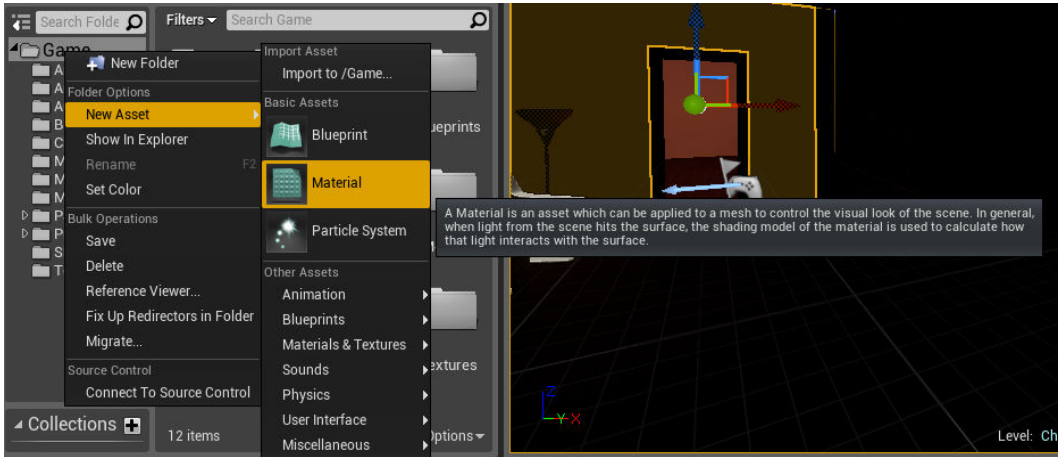 Search Folde
Filters
Search Game
Game
A
A
A
B
C
M
M
M
P
P
S
T
New Folder
Folder Options
New Asset
Show In Explorer
Rename F2
Set Color
Bulk Operations
Save
Delete
Reference Viewer...
Fix Up Redirectors in Folder
Migrate...
Source Control
Connect To Source Control
Import Asset
Import to /Game...
Basic Assets
Blueprint
Material
Particle System
Other Assets
Animation
Blueprints
Materials & Textures
Sounds
Physics
User Interface
Miscellaneous
ueprints
extures
Collections
12 items
ptions
A Material is an asset which can be applied to a mesh to control the visual look of the scene. In general,
when light from the scene hits the surface, the shading model of the material is used to calculate how
that light interacts with the surface.
Z
Y X
Level: Ch